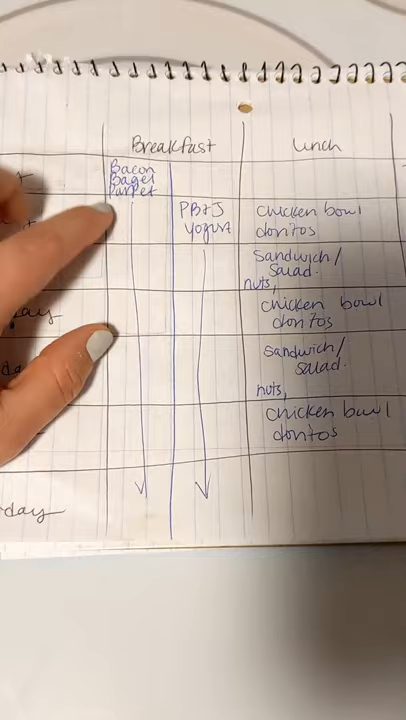 Breakfast
lunch
Bacon
Bagel
PB&J
yogurt
chicken bowl
doritos
Sandwich/
Salad.
nuts,
chicken bowl
doritos
Sandwich/
salad.
nuts,
chicken bowl
doritos
day